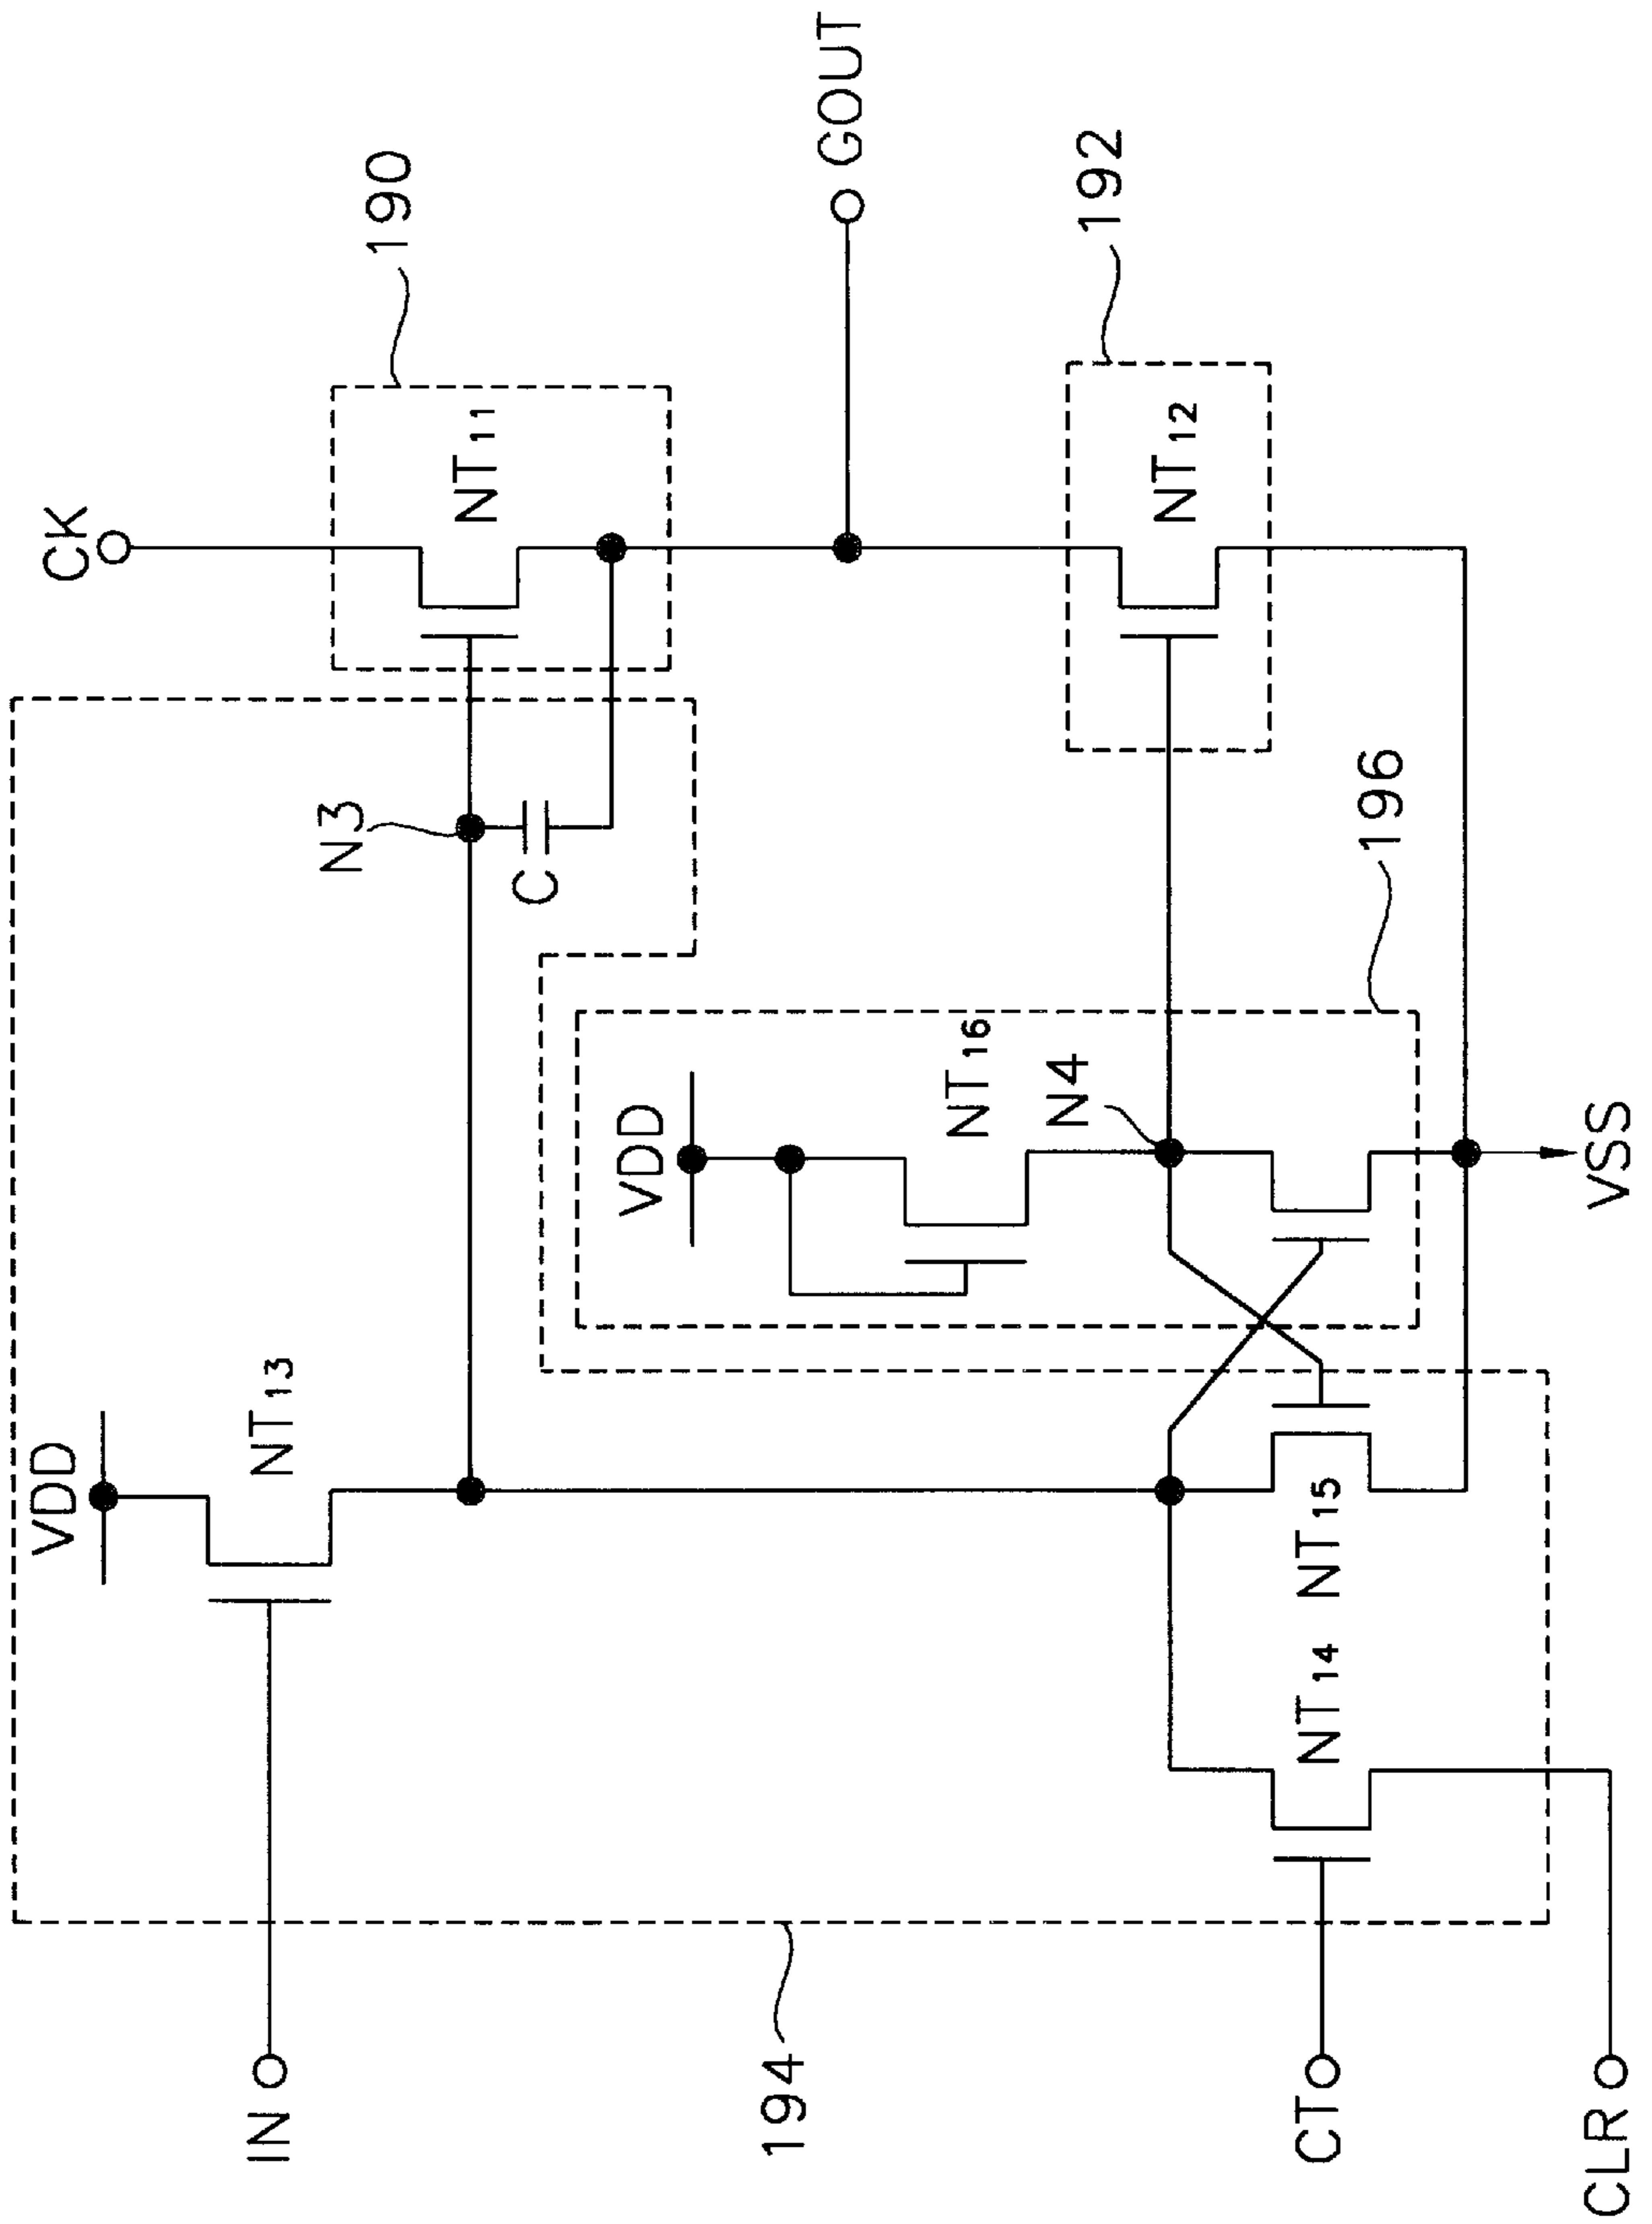 CK
190
NT11
GOUT
192
NT12
N3
C
196
VDD
NT16
N4
VSS
VDD
NT13
NT15
NT14
194
IN
CT
CLR